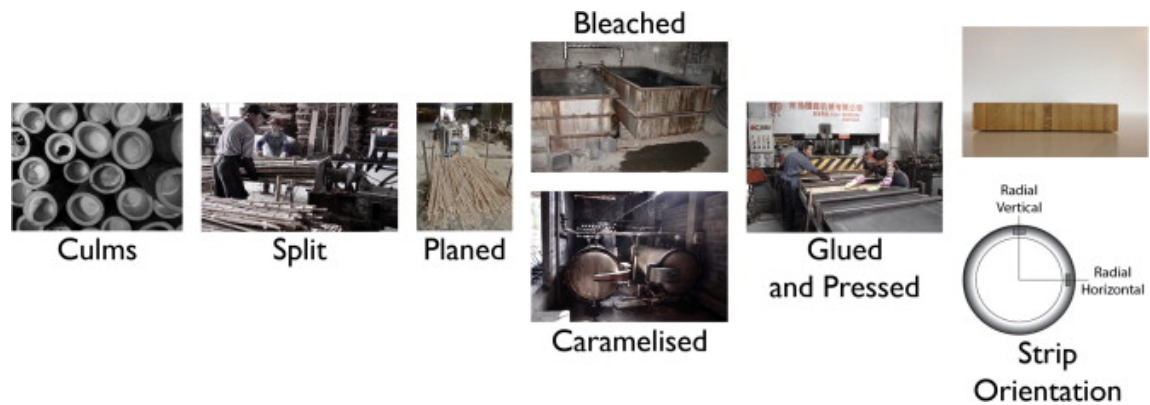 Bleached
Culms
Split
Planed
Caramelised
Glued
and Pressed
Radial
Vertical
Radial
Horizontal
Strip
Orientation